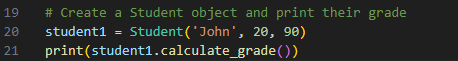 19 # Create a Student object and print their grade
20 student1 = Student('John', 20, 90)
21 print(student1.calculate_grade())